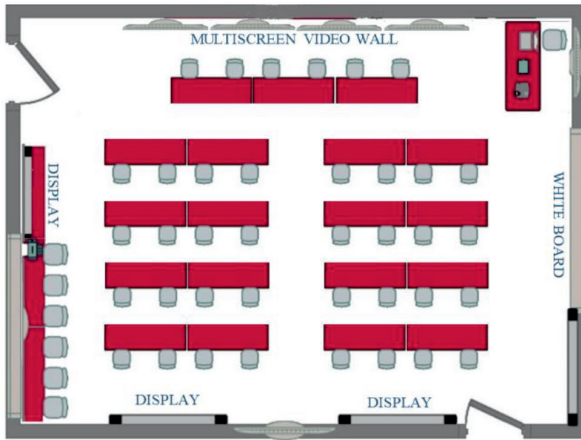 MULTISCREEN VIDEO WALL
DISPLAY
WHITE BOARD
DISPLAY
DISPLAY